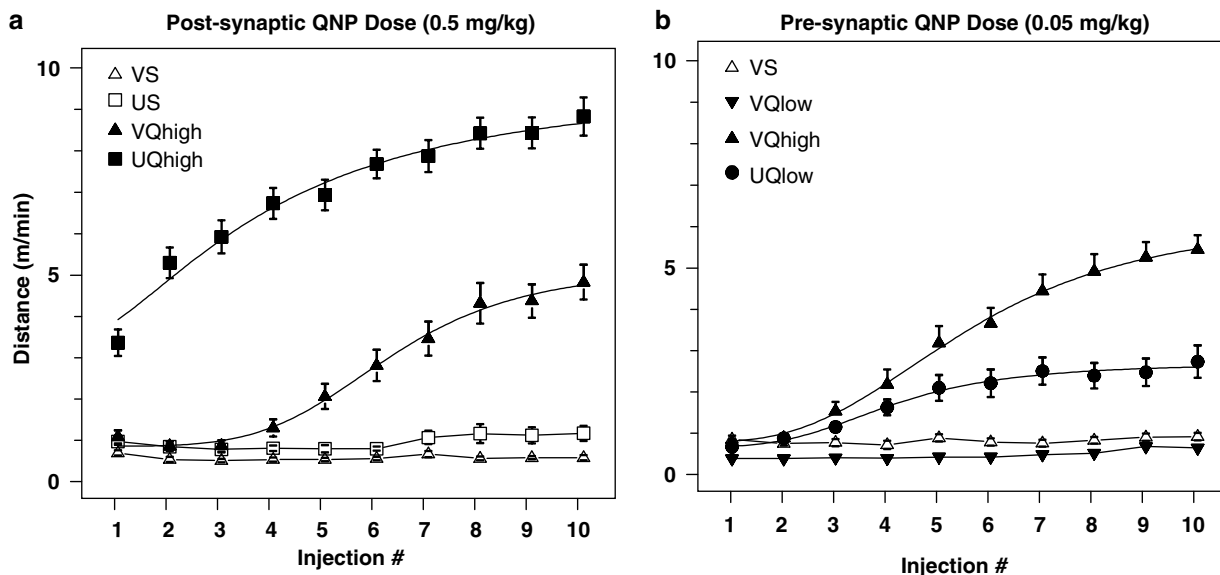 a
Post-synaptic QNP Dose (0.5 mg/kg)
10
5
0
Distance (m/min)
VS
US
VQhigh
UQhigh
1 2 3 4 5 6 7 8 9 10
Injection #
b
Pre-synaptic QNP Dose (0.05 mg/kg)
10
5
0
VS
VQlow
VQhigh
UQlow
1 2 3 4 5 6 7 8 9 10
Injection #